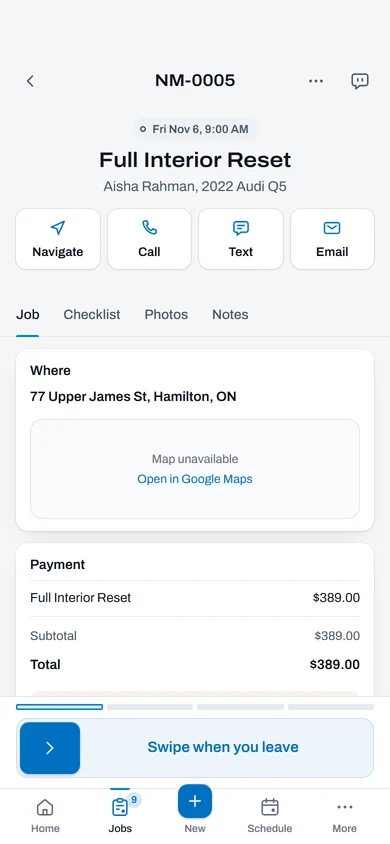 NM-0005
Fri Nov 6, 9:00 AM
Full Interior Reset
Aisha Rahman, 2022 Audi Q5
Navigate Call Text Email
Job Checklist Photos Notes
Where
77 Upper James St, Hamilton, ON
Map unavailable
Open in Google Maps
Payment
Full Interior Reset $389.00
Subtotal $389.00
Total $389.00
Swipe when you leave
9
Home Jobs New Schedule More